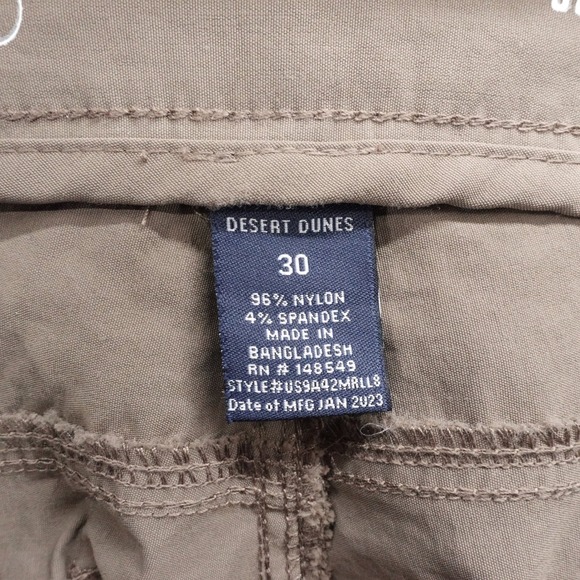 DESERT DUNES
30
96% NYLON
4% SPANDEX
MADE IN
BANGLADESH
RN # 148549
STYLE#US9A42MRLL8
Date of MFG JAN 2023